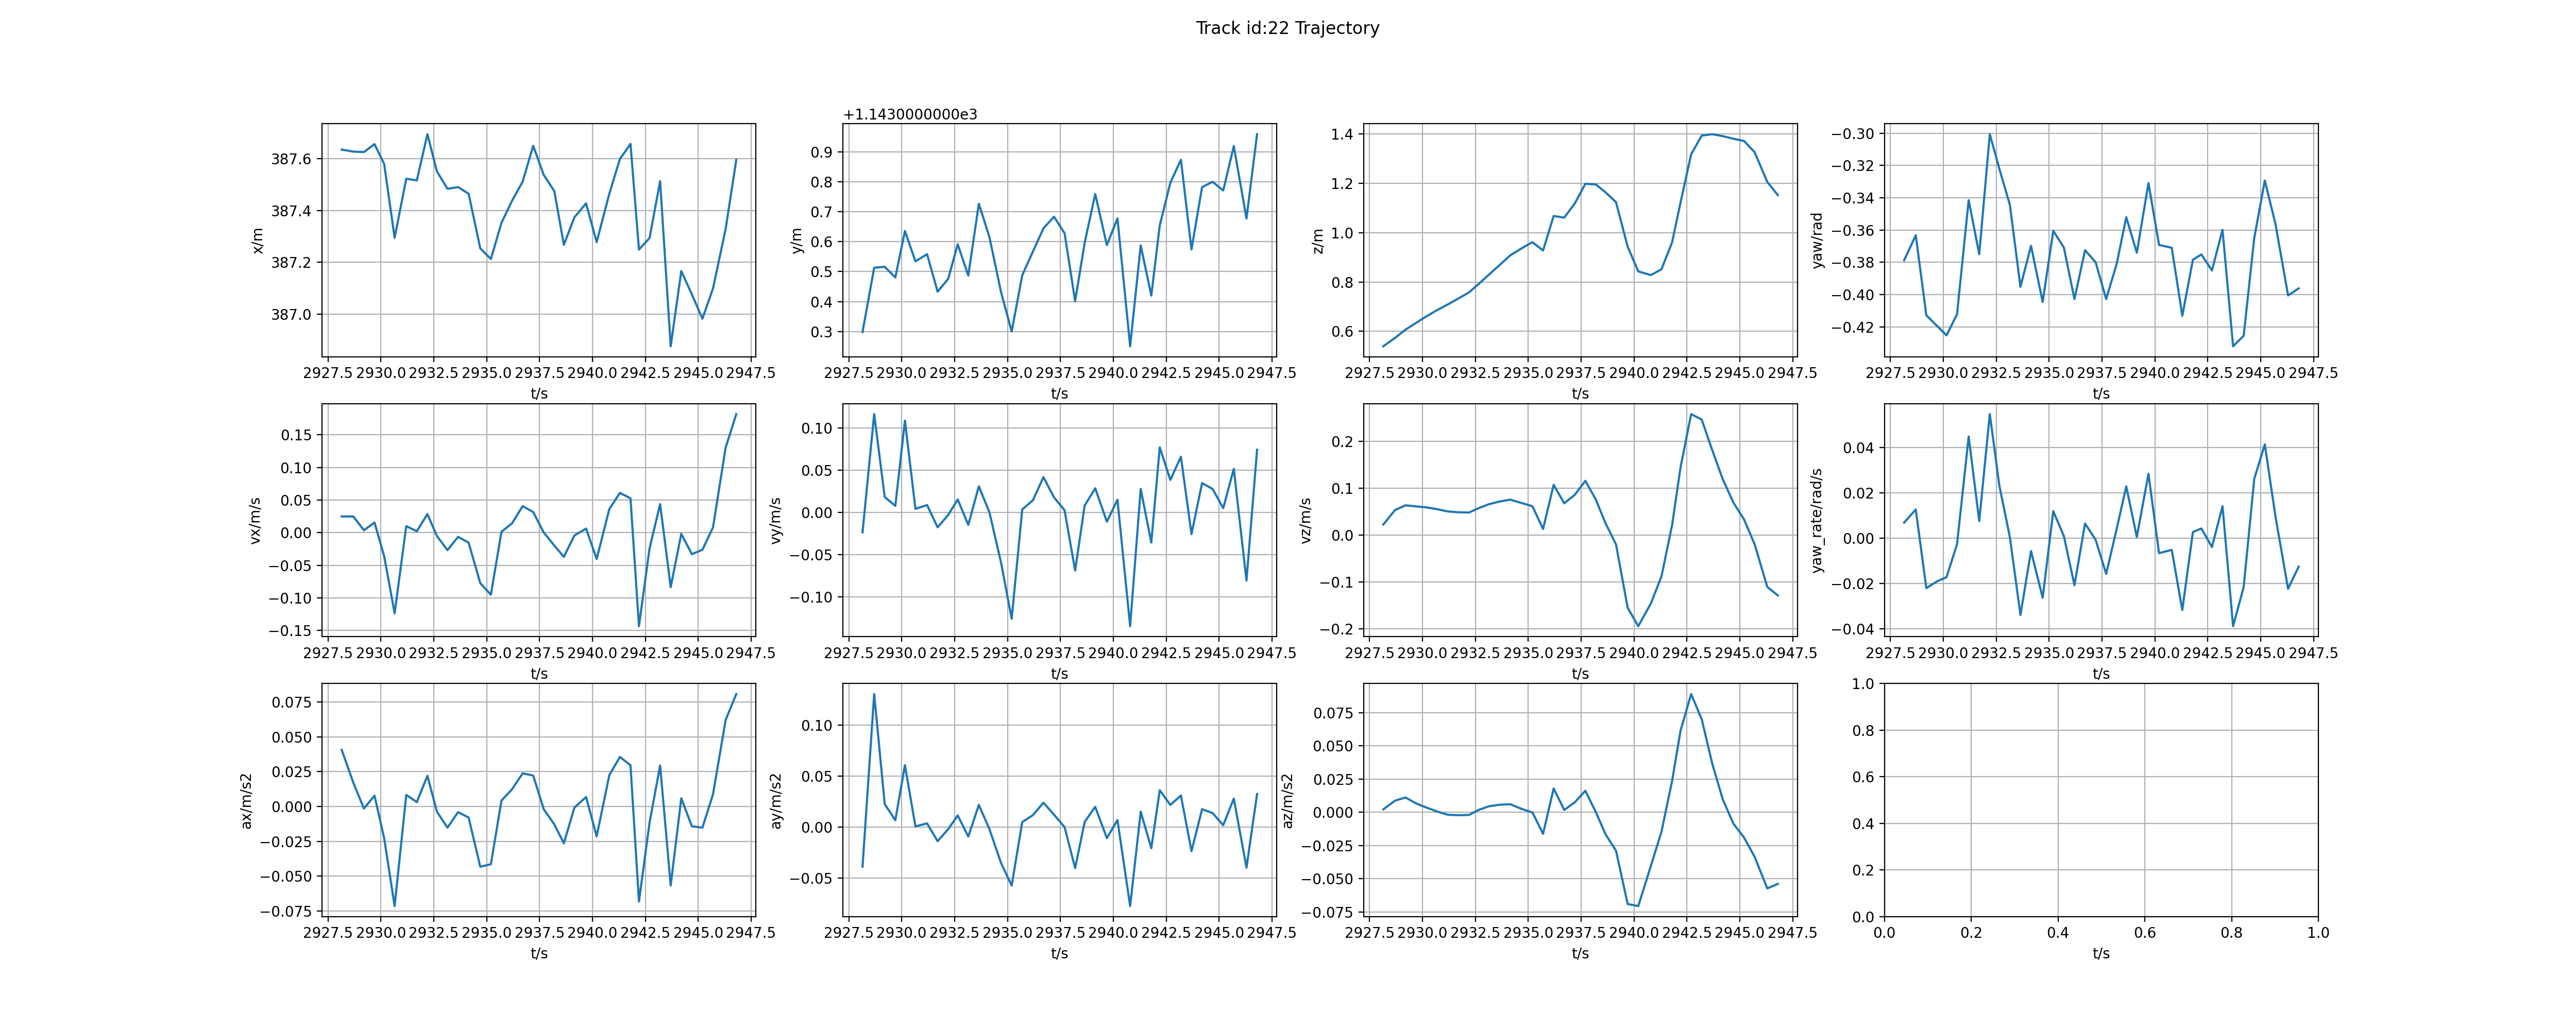 Track id:22 Trajectory
x/m
387.6
387.4
387.2
387.0
2927.5 2930.0 2932.5 2935.0 2937.5 2940.0 2942.5 2945.0 2947.5
t/s
+1.1430000000e3
y/m
0.9
0.8
0.7
0.6
0.5
0.4
0.3
2927.5 2930.0 2932.5 2935.0 2937.5 2940.0 2942.5 2945.0 2947.5
t/s
z/m
1.4
1.2
1.0
0.8
0.6
2927.5 2930.0 2932.5 2935.0 2937.5 2940.0 2942.5 2945.0 2947.5
t/s
yaw/rad
−0.30
−0.32
−0.34
−0.36
−0.38
−0.40
−0.42
2927.5 2930.0 2932.5 2935.0 2937.5 2940.0 2942.5 2945.0 2947.5
t/s
vx/m/s
0.15
0.10
0.05
0.00
−0.05
−0.10
−0.15
2927.5 2930.0 2932.5 2935.0 2937.5 2940.0 2942.5 2945.0 2947.5
t/s
vy/m/s
0.10
0.05
0.00
−0.05
−0.10
2927.5 2930.0 2932.5 2935.0 2937.5 2940.0 2942.5 2945.0 2947.5
t/s
vz/m/s
0.2
0.1
0.0
−0.1
−0.2
2927.5 2930.0 2932.5 2935.0 2937.5 2940.0 2942.5 2945.0 2947.5
t/s
yaw_rate/rad/s
0.04
0.02
0.00
−0.02
−0.04
2927.5 2930.0 2932.5 2935.0 2937.5 2940.0 2942.5 2945.0 2947.5
t/s
ax/m/s2
0.075
0.050
0.025
0.000
−0.025
−0.050
−0.075
2927.5 2930.0 2932.5 2935.0 2937.5 2940.0 2942.5 2945.0 2947.5
t/s
ay/m/s2
0.10
0.05
0.00
−0.05
2927.5 2930.0 2932.5 2935.0 2937.5 2940.0 2942.5 2945.0 2947.5
t/s
az/m/s2
0.075
0.050
0.025
0.000
−0.025
−0.050
−0.075
2927.5 2930.0 2932.5 2935.0 2937.5 2940.0 2942.5 2945.0 2947.5
t/s
1.0
0.8
0.6
0.4
0.2
0.0
0.0 0.2 0.4 0.6 0.8 1.0
t/s